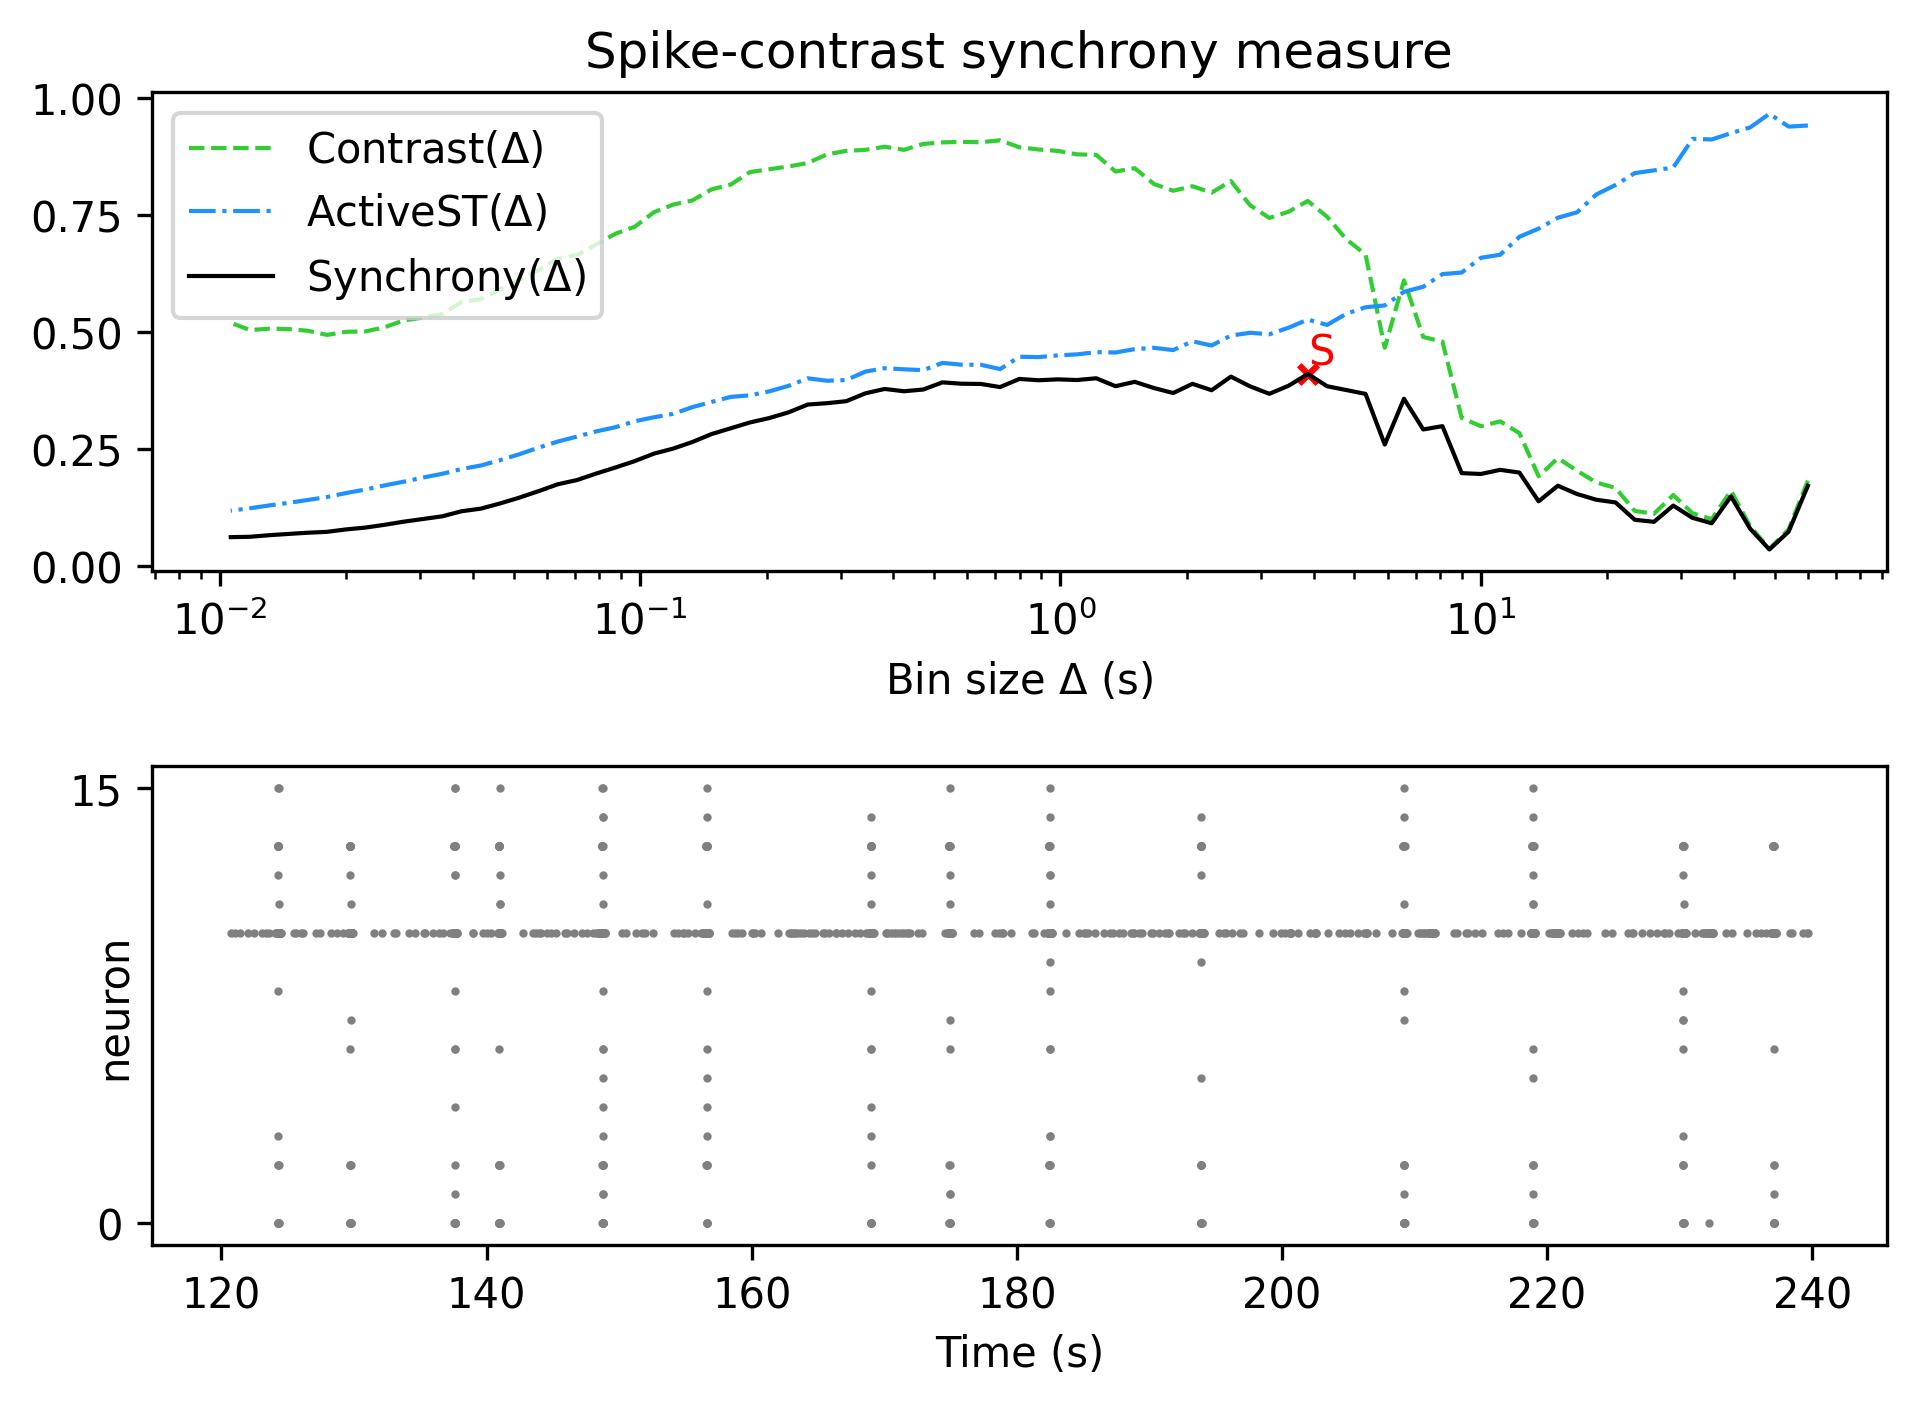 Spike-contrast synchrony measure
1.00
0.75
0.50
0.25
0.00
Contrast(Δ)
ActiveST(Δ)
Synchrony(Δ)
S
10⁻² 10⁻¹ 10⁰ 10¹
Bin size Δ (s)
15
0
neuron
120 140 160 180 200 220 240
Time (s)